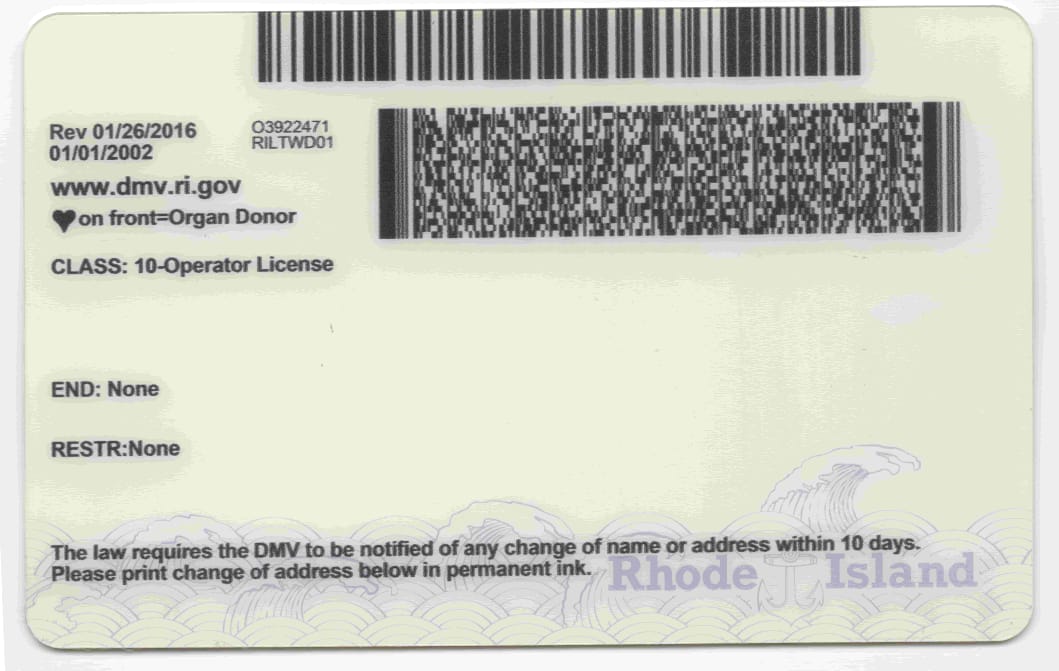 Rev 01/26/2016
01/01/2002
O3922471
RILTWD01
www.dmv.ri.gov
♥on front=Organ Donor
CLASS: 10-Operator License
END: None
RESTR:None
The law requires the DMV to be notified of any change of name or address within 10 days.
Please print change of address below in permanent ink.
Rhode Island